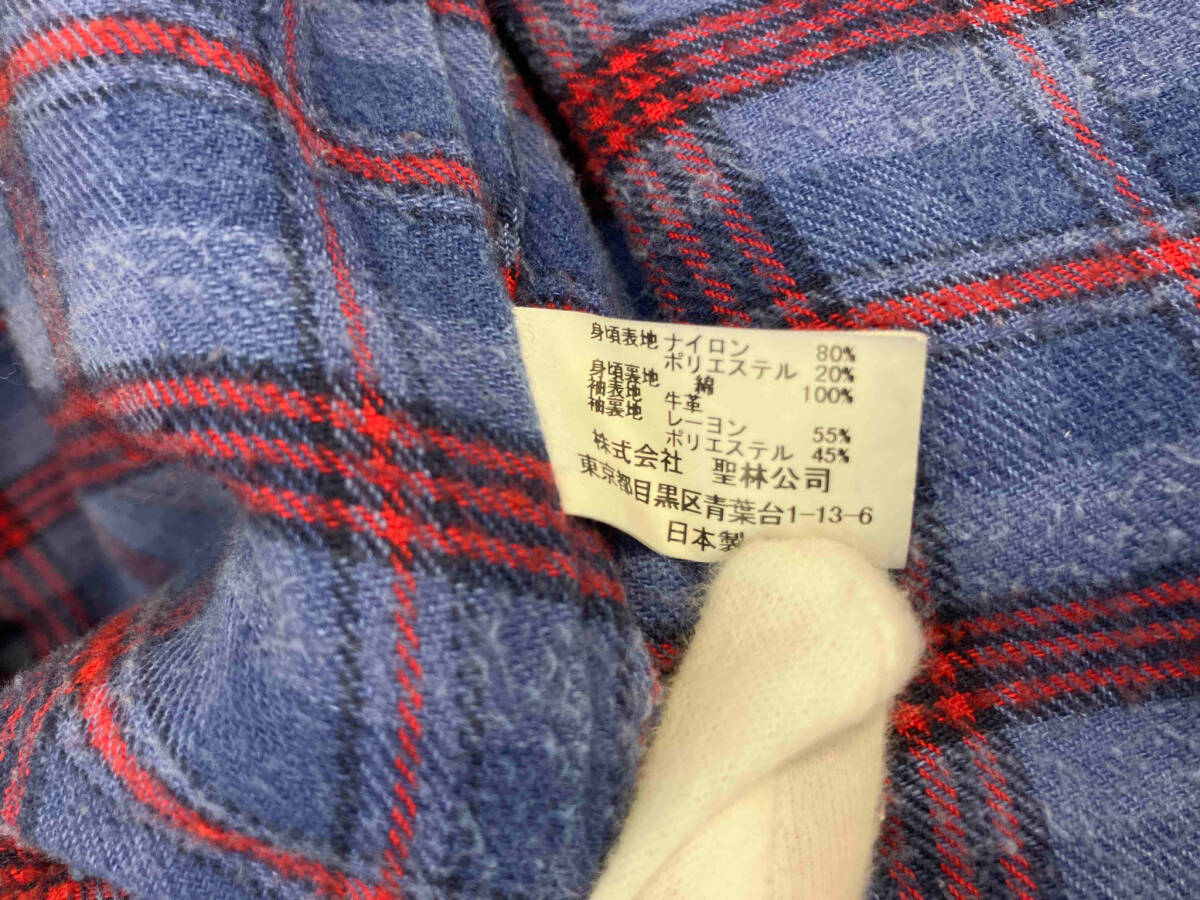 身頃表地 ナイロン 80%
ポリエステル 20%
身頃裏地 綿 100%
袖表地 牛革
袖裏地 レーヨン 55%
ポリエステル 45%
株式会社 聖林公司
東京都目黒区青葉台1-13-6
日本製